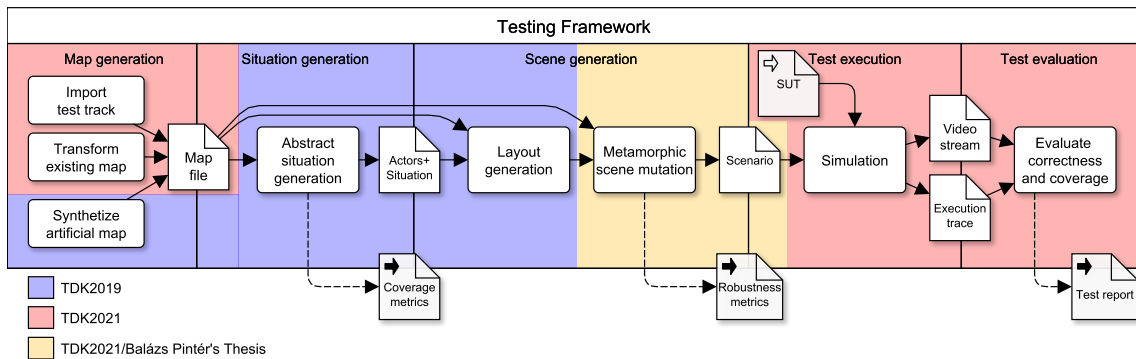 Testing Framework
Map generation
Situation generation
Scene generation
Test execution
Test evaluation
Import
test track
Transform
existing map
Synthetize
artificial map
Map
file
Abstract
situation
generation
Actors+
Situation
Layout
generation
Metamorphic
scene mutation
Scenario
SUT
Simulation
Video
stream
Execution
trace
Evaluate
correctness
and coverage
Coverage
metrics
Robustness
metrics
Test report
TDK2019
TDK2021
TDK2021/Balázs Pintér's Thesis